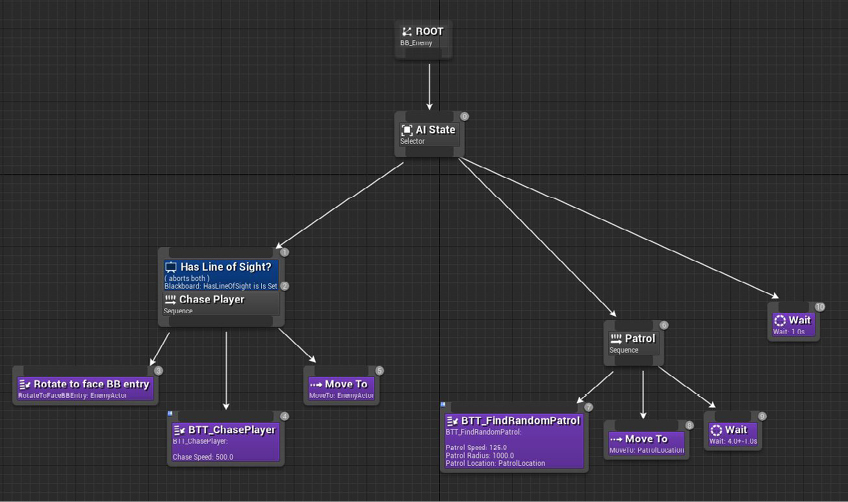 ROOT
BB_Enemy
0
AI State
Selector
1
Has Line of Sight?
( aborts both )
Blackboard: HasLineOfSight is Is Set
2
Chase Player
Sequence
3
Rotate to face BB entry
RotateToFaceBBEntry: EnemyActor
4
BTT_ChasePlayer
BTT_ChasePlayer:
Chase Speed: 500.0
5
Move To
MoveTo: EnemyActor
6
Patrol
Sequence
7
BTT_FindRandomPatrol
BTT_FindRandomPatrol:
Patrol Speed: 125.0
Patrol Radius: 1000.0
Patrol Location: PatrolLocation
8
Move To
MoveTo: PatrolLocation
9
Wait
Wait: 4.0+-1.0s
10
Wait
Wait: 1.0s